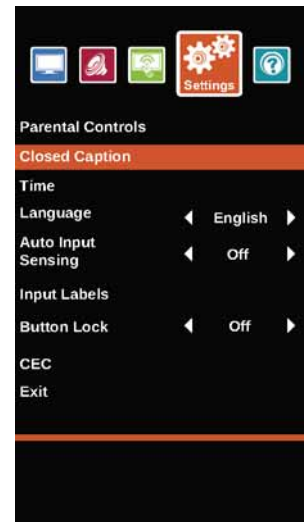 Settings
Parental Controls
Closed Caption
Time
Language English
Auto Input
Sensing Off
Input Labels
Button Lock Off
CEC
Exit